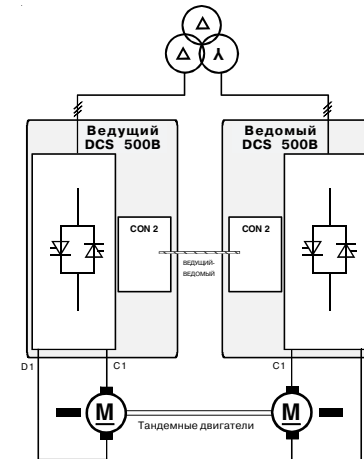 Ведущий
DCS 500B
Ведомый
DCS 500B
CON 2
CON 2
ВЕДУЩИЙ-
ВЕДОМЫЙ
D1
C1
C1
M
M
Тандемные двигатели